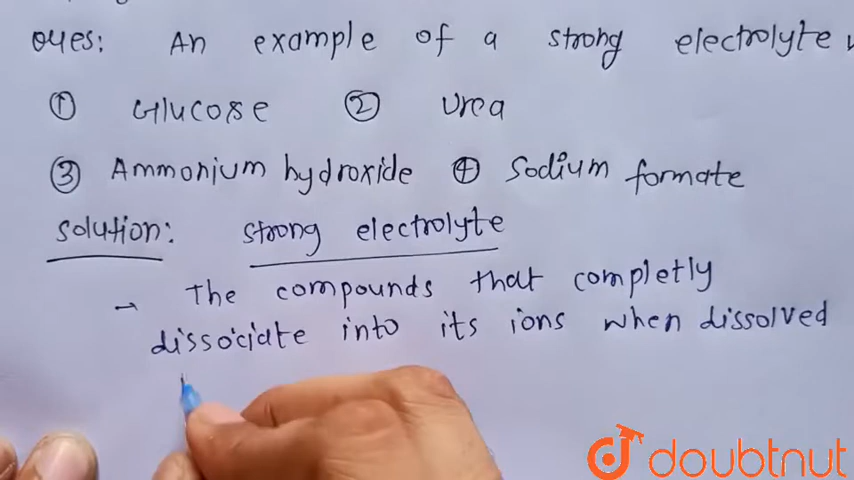 Ques: An example of a strong electrolyte
① Glucose ② Urea
③ Ammonium hydroxide ④ Sodium formate
Solution: Strong electrolyte
→ The compounds that completly
dissociate into its ions when dissolved
doubtnut